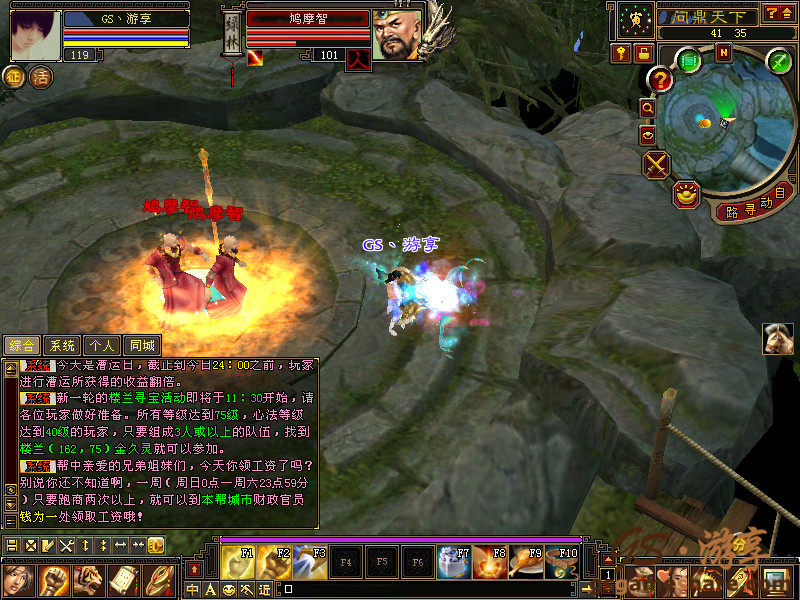 GS丶游享
119
绿林
鸠摩智
101
问鼎天下
41 35
N
征 活
自动寻路
鸠摩智
鸠摩智
GS丶游享
综合 系统 个人 同城
系统今天是漕运日，截止到今日24：00之前，玩家
进行漕运所获得的收益翻倍。
系统新一轮的楼兰寻宝活动即将于11：30开始，请
各位玩家做好准备。所有等级达到75级，心法等级
达到40级的玩家，只要组成3人或以上的队伍，找到
楼兰（162，75）金久灵就可以参加。
系统帮中亲爱的兄弟姐妹们，今天你领工资了吗？
别说你还不知道啊，一周（周日0点一周六23点59分
）只要跑商两次以上，就可以到本帮城市财政官员
钱为一处领取工资哦！
F1 F2 F3 F4 F5 F6 F7 F8 F9 F10
中 A 近
1
游享